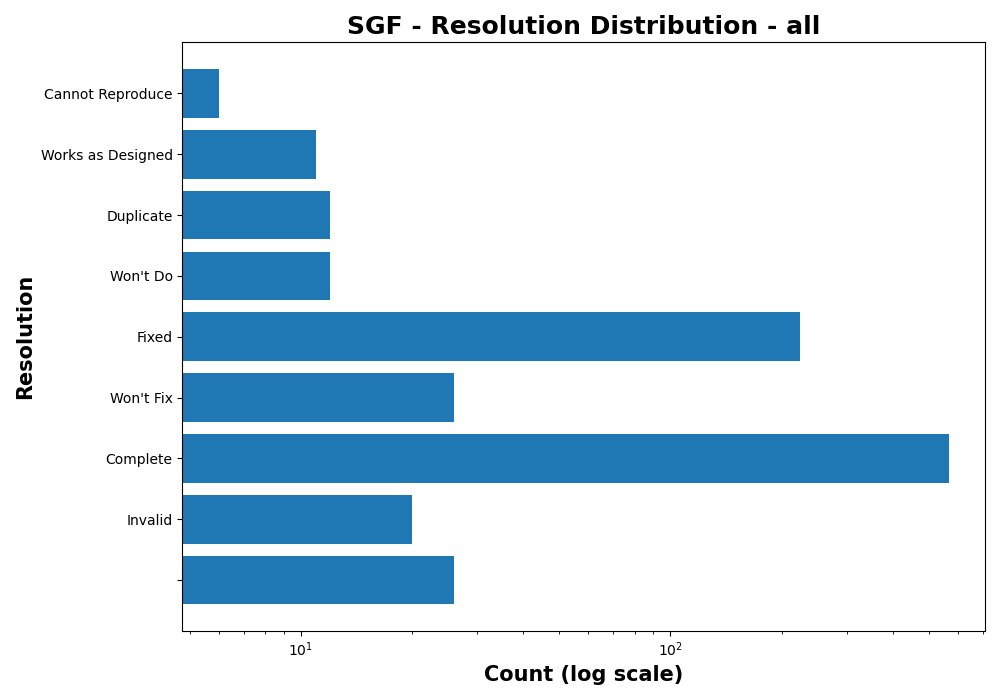 SGF - Resolution Distribution - all
Cannot Reproduce
Works as Designed
Duplicate
Won't Do
Fixed
Won't Fix
Complete
Invalid
Resolution
10¹ 10²
Count (log scale)